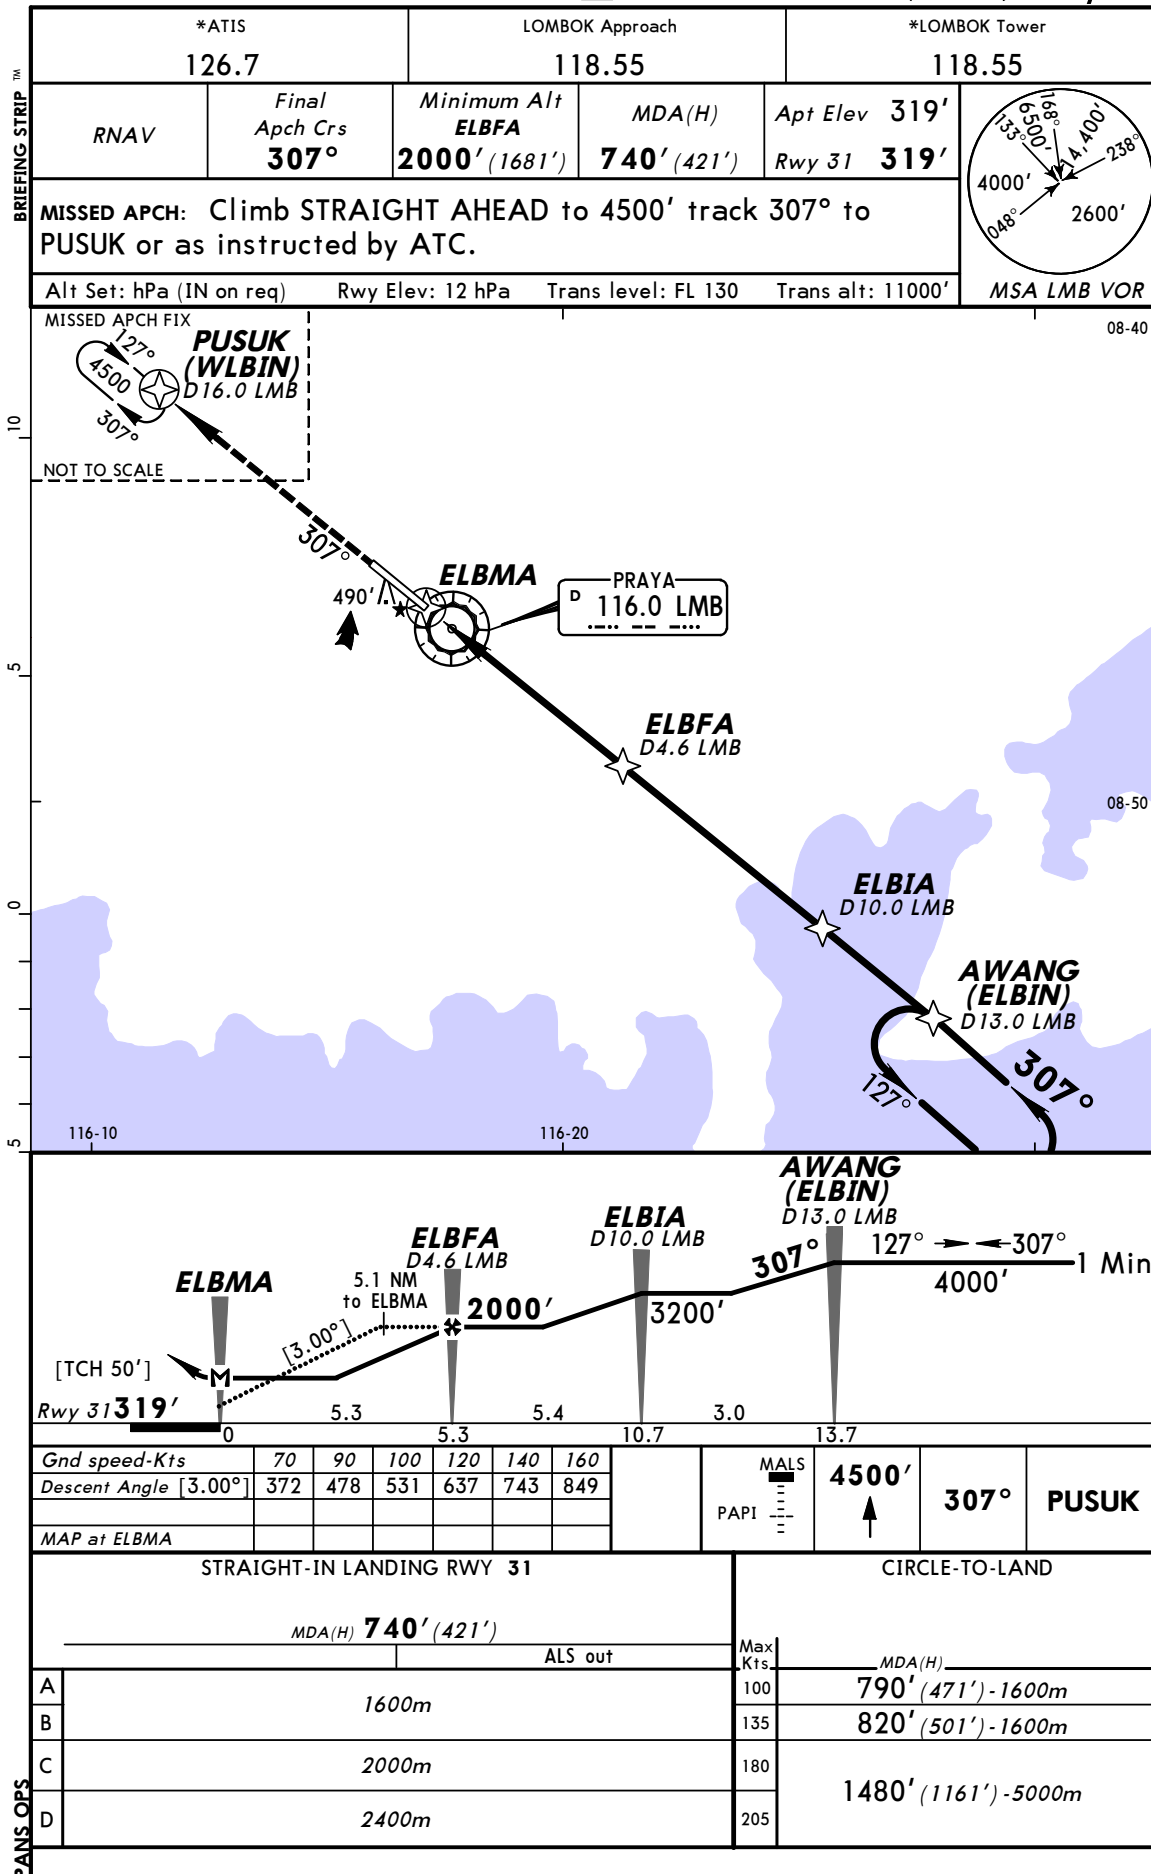 *ATIS
126.7
LOMBOK Approach
118.55
*LOMBOK Tower
118.55
BRIEFING STRIP ™
RNAV
Final
Apch Crs
307°
Minimum Alt
ELBFA
2000' (1681')
MDA(H)
740' (421')
Apt Elev 319'
Rwy 31 319'
MISSED APCH: Climb STRAIGHT AHEAD to 4500' track 307° to
PUSUK or as instructed by ATC.
Alt Set: hPa (IN on req) Rwy Elev: 12 hPa Trans level: FL 130 Trans alt: 11000'
133°
6500'
168°
14,400'
238°
4000'
048°
2600'
MSA LMB VOR
MISSED APCH FIX
127°
4500
307°
PUSUK
(WLBIN)
D16.0 LMB
NOT TO SCALE
08-40
10
307°
490'
ELBMA
PRAYA
D 116.0 LMB
5
ELBFA
D4.6 LMB
08-50
ELBIA
D10.0 LMB
0
AWANG
(ELBIN)
D13.0 LMB
307°
127°
5
116-10
116-20
AWANG
(ELBIN)
D13.0 LMB
ELBIA
D10.0 LMB
ELBFA
D4.6 LMB
ELBMA
5.1 NM
to ELBMA
[3.00°]
2000'
3200'
307°
127°
307°
4000'
1 Min
[TCH 50']
M
Rwy 31 319'
5.3
5.4
3.0
0
5.3
10.7
13.7
Gnd speed-Kts 70 90 100 120 140 160
Descent Angle [3.00°] 372 478 531 637 743 849
MAP at ELBMA
MALS
PAPI
4500'
307°
PUSUK
STRAIGHT-IN LANDING RWY 31
MDA(H) 740' (421')
ALS out
A
B
1600m
C
2000m
D
2400m
CIRCLE-TO-LAND
Max
Kts
MDA(H)
100 790' (471') -1600m
135 820' (501') -1600m
180
205
1480' (1161') -5000m
PANS OPS